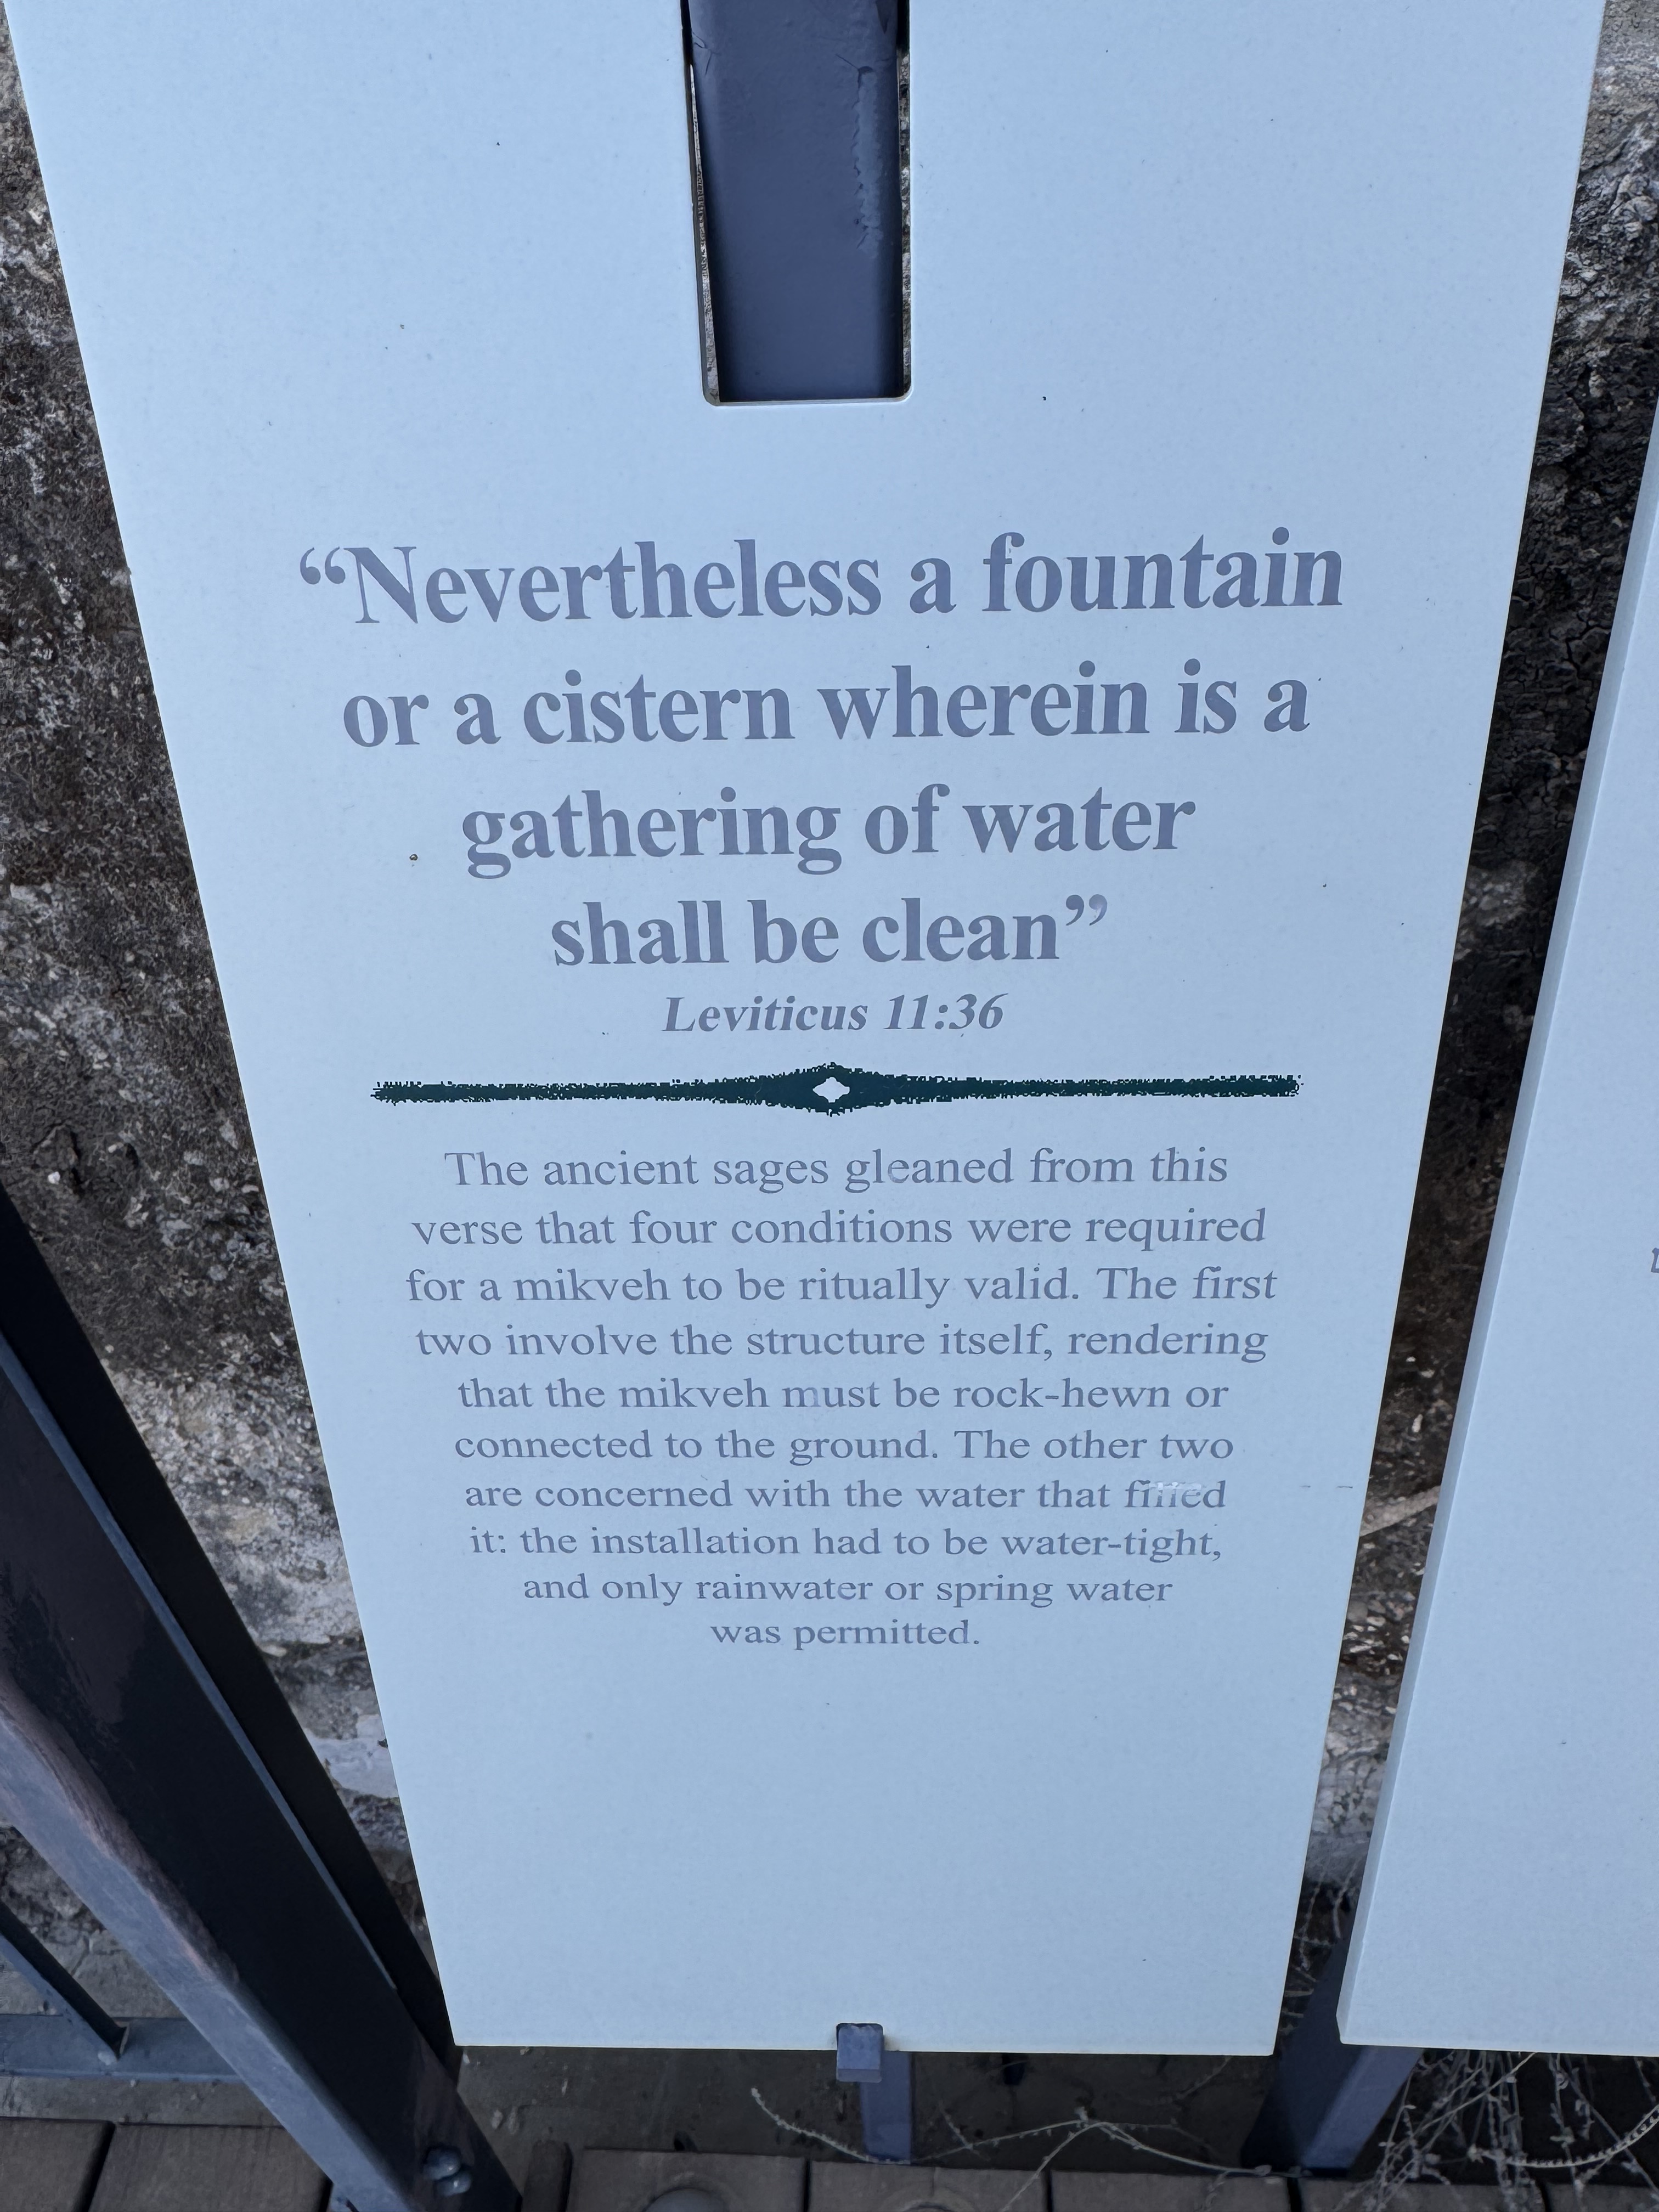 “Nevertheless a fountain
or a cistern wherein is a
gathering of water
shall be clean”
Leviticus 11:36
The ancient sages gleaned from this
verse that four conditions were required
for a mikveh to be ritually valid. The first
two involve the structure itself, rendering
that the mikveh must be rock-hewn or
connected to the ground. The other two
are concerned with the water that filled
it: the installation had to be water-tight,
and only rainwater or spring water
was permitted.